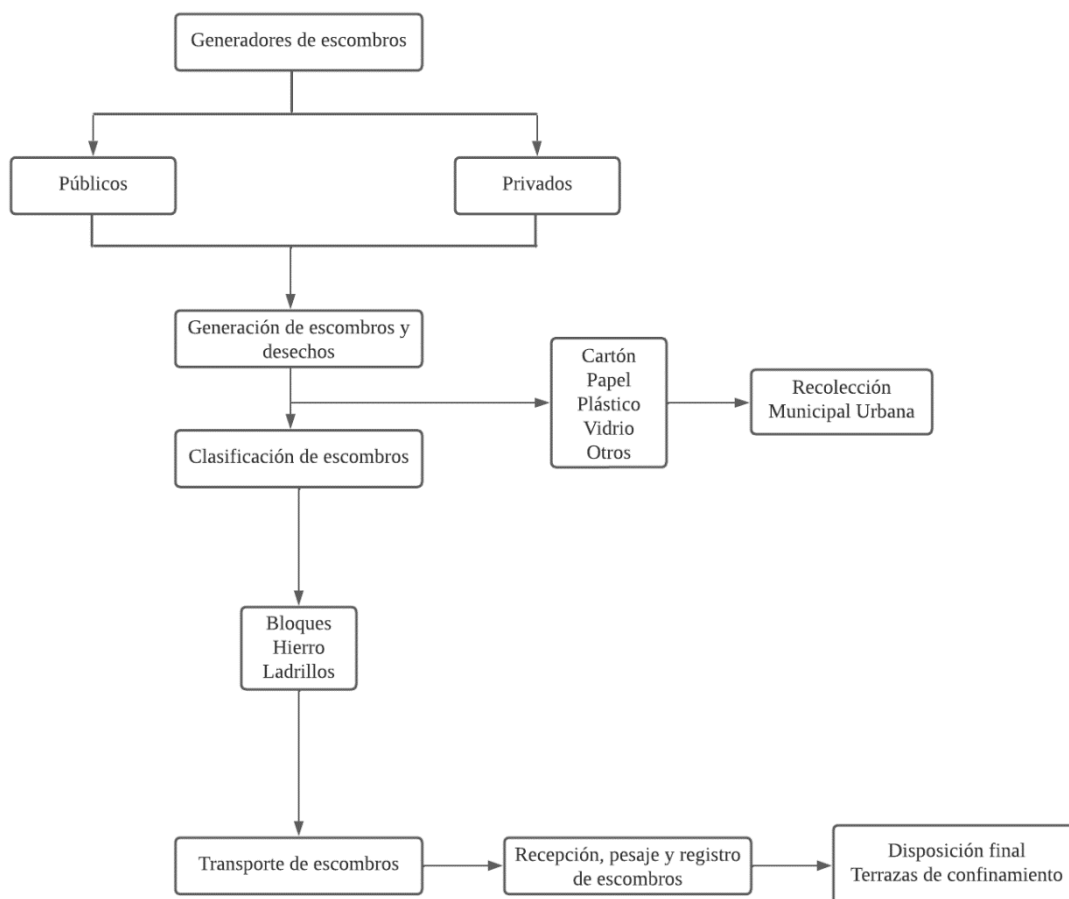 Generadores de escombros
Públicos
Privados
Generación de escombros y
desechos
Cartón
Papel
Plástico
Vidrio
Otros
Recolección
Municipal Urbana
Clasificación de escombros
Bloques
Hierro
Ladrillos
Transporte de escombros
Recepción, pesaje y registro
de escombros
Disposición final
Terrazas de confinamiento